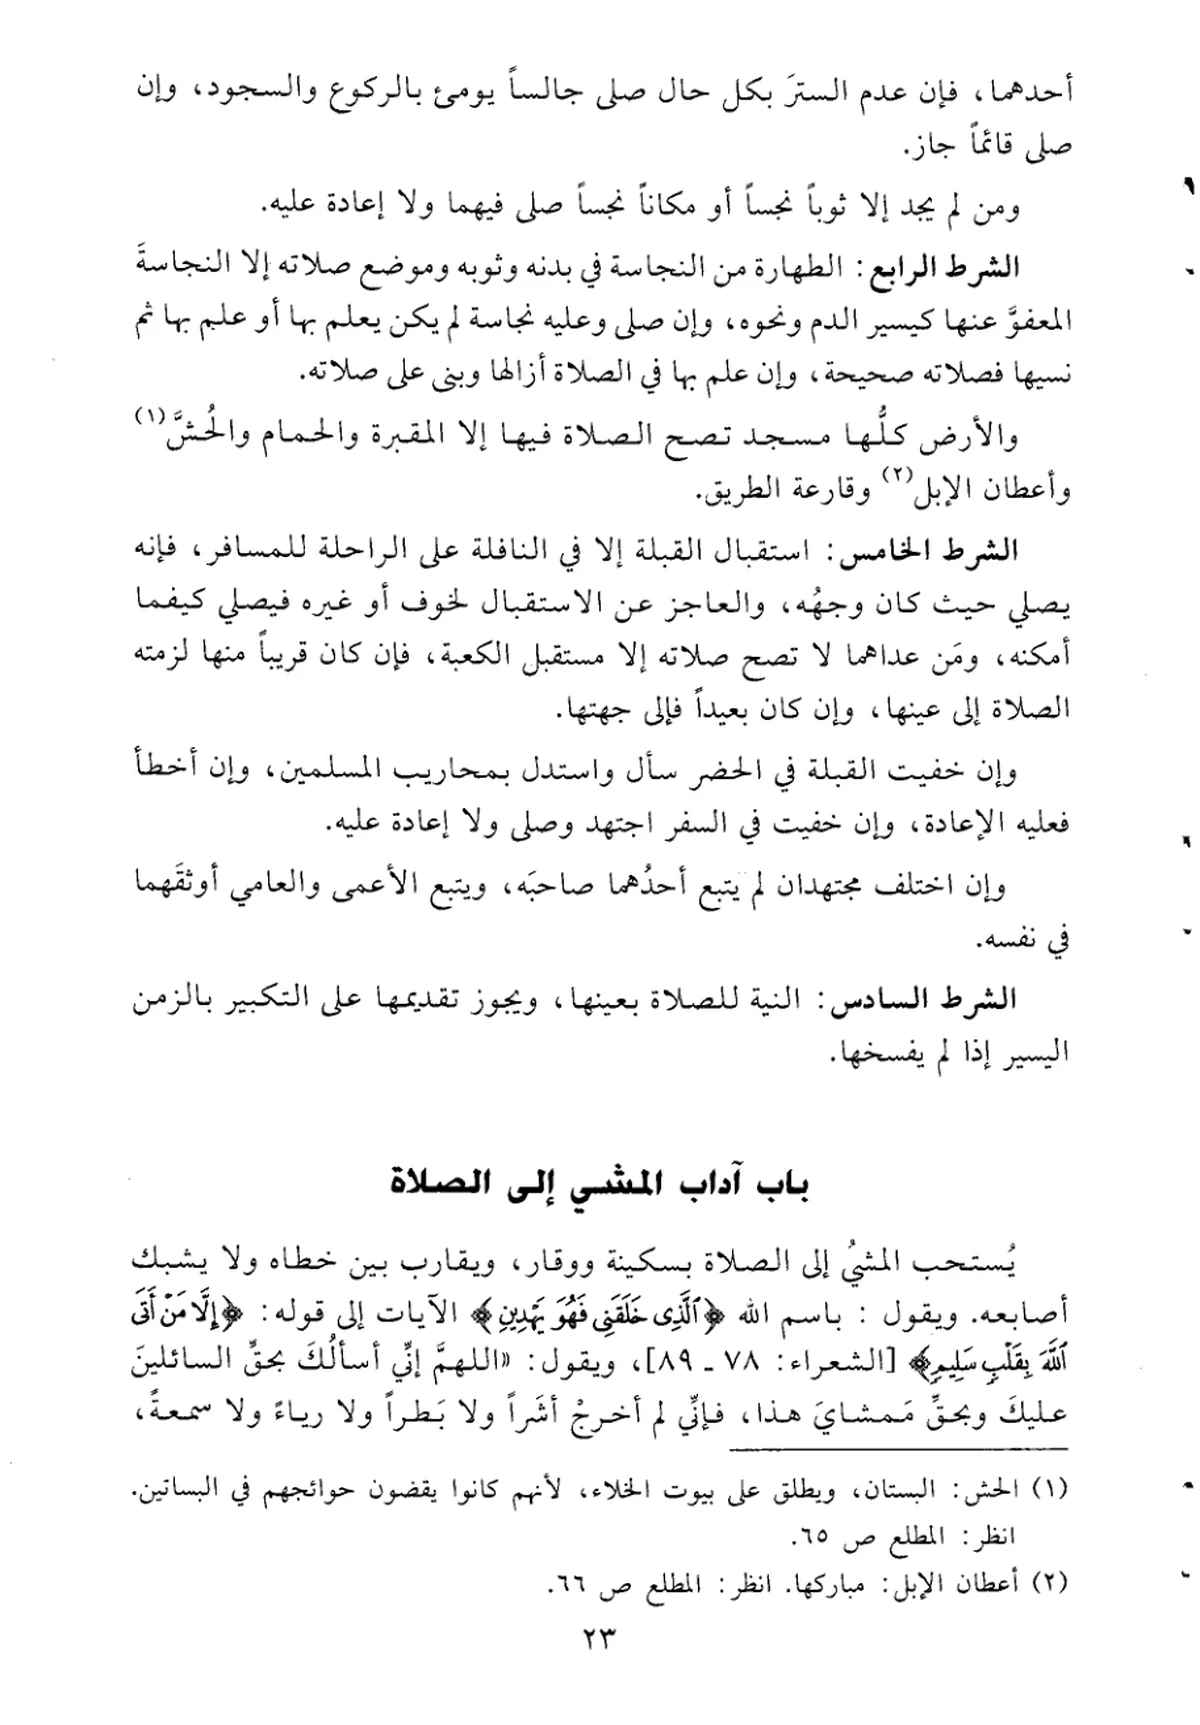 أحدهما، فإن عدم السترَ بكل حال صلى جالساً يومئ بالركوع والسجود، وإن
صلى قائماً جاز.
ومن لم يجد إلا ثوباً نجساً أو مكاناً نجساً صلى فيهما ولا إعادة عليه.
الشرط الرابع: الطهارة من النجاسة في بدنه وثوبه وموضع صلاته إلا النجاسةَ
المعفوَّ عنها كيسير الدم ونحوه، وإن صلى وعليه نجاسة لم يكن يعلم بها أو علم بها ثم
نسيها فصلاته صحيحة، وإن علم بها في الصلاة أزالها وبنى على صلاته.
والأرض كلُّها مسجد تصح الصلاة فيها إلا المقبرة والحمام والحُشَّ(١)
وأعطان الإبل(٢) وقارعة الطريق.
الشرط الخامس: استقبال القبلة إلا في النافلة على الراحلة للمسافر، فإنه
يصلي حيث كان وجهُه، والعاجز عن الاستقبال لخوف أو غيره فيصلي كيفما
أمكنه، ومَن عداهما لا تصح صلاته إلا مستقبل الكعبة، فإن كان قريباً منها لزمته
الصلاة إلى عينها، وإن كان بعيداً فإلى جهتها.
وإن خفيت القبلة في الحضر سأل واستدل بمحاريب المسلمين، وإن أخطأ
فعليه الإعادة، وإن خفيت في السفر اجتهد وصلى ولا إعادة عليه.
وإن اختلف مجتهدان لم يتبع أحدُهما صاحبَه، ويتبع الأعمى والعامي أوثقَهما
في نفسه.
الشرط السادس: النية للصلاة بعينها، ويجوز تقديمها على التكبير بالزمن
اليسير إذا لم يفسخها.
باب آداب المشي إلى الصلاة
يُستحب المشيُ إلى الصلاة بسكينة ووقار، ويقارب بين خطاه ولا يشبك
أصابعه. ويقول : باسم الله ﴿ٱلَّذِى خَلَقَنِى فَهُوَ يَهْدِينِ﴾ الآيات إلى قوله: ﴿إِلَّا مَنْ أَتَى
ٱللَّهَ بِقَلْبٍ سَلِيمٍ﴾ [الشعراء: ٧٨ ـ ٨٩]، ويقول: «اللهمَّ إنِّي أسألُكَ بحقِّ السائلينَ
عليكَ وبحقِّ مَمشايَ هذا، فإنِّي لم أخرجْ أشَراً ولا بَطراً ولا رياءً ولا سمعةً،
(١) الحش: البستان، ويطلق على بيوت الخلاء، لأنهم كانوا يقضون حوائجهم في البساتين.
انظر: المطلع ص ٦٥.
(٢) أعطان الإبل: مباركها. انظر: المطلع ص ٦٦.
٢٣